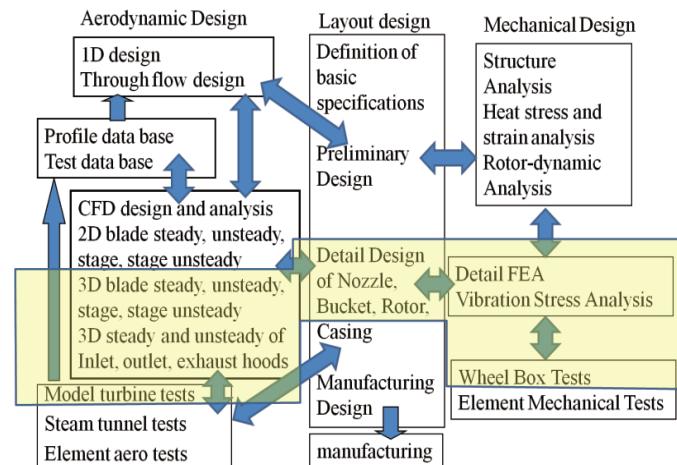 Aerodynamic Design
1D design
Through flow design
Profile data base
Test data base
CFD design and analysis
2D blade steady, unsteady,
stage, stage unsteady
3D blade steady, unsteady,
stage, stage unsteady
3D steady and unsteady of
Inlet, outlet, exhaust hoods
Model turbine tests
Steam tunnel tests
Element aero tests
Layout design
Definition of
basic
specifications
Preliminary
Design
Detail Design
of Nozzle,
Bucket, Rotor,
Casing
Manufacturing
Design
manufacturing
Mechanical Design
Structure
Analysis
Heat stress and
strain analysis
Rotor-dynamic
Analysis
Detail FEA
Vibration Stress Analysis
Wheel Box Tests
Element Mechanical Tests